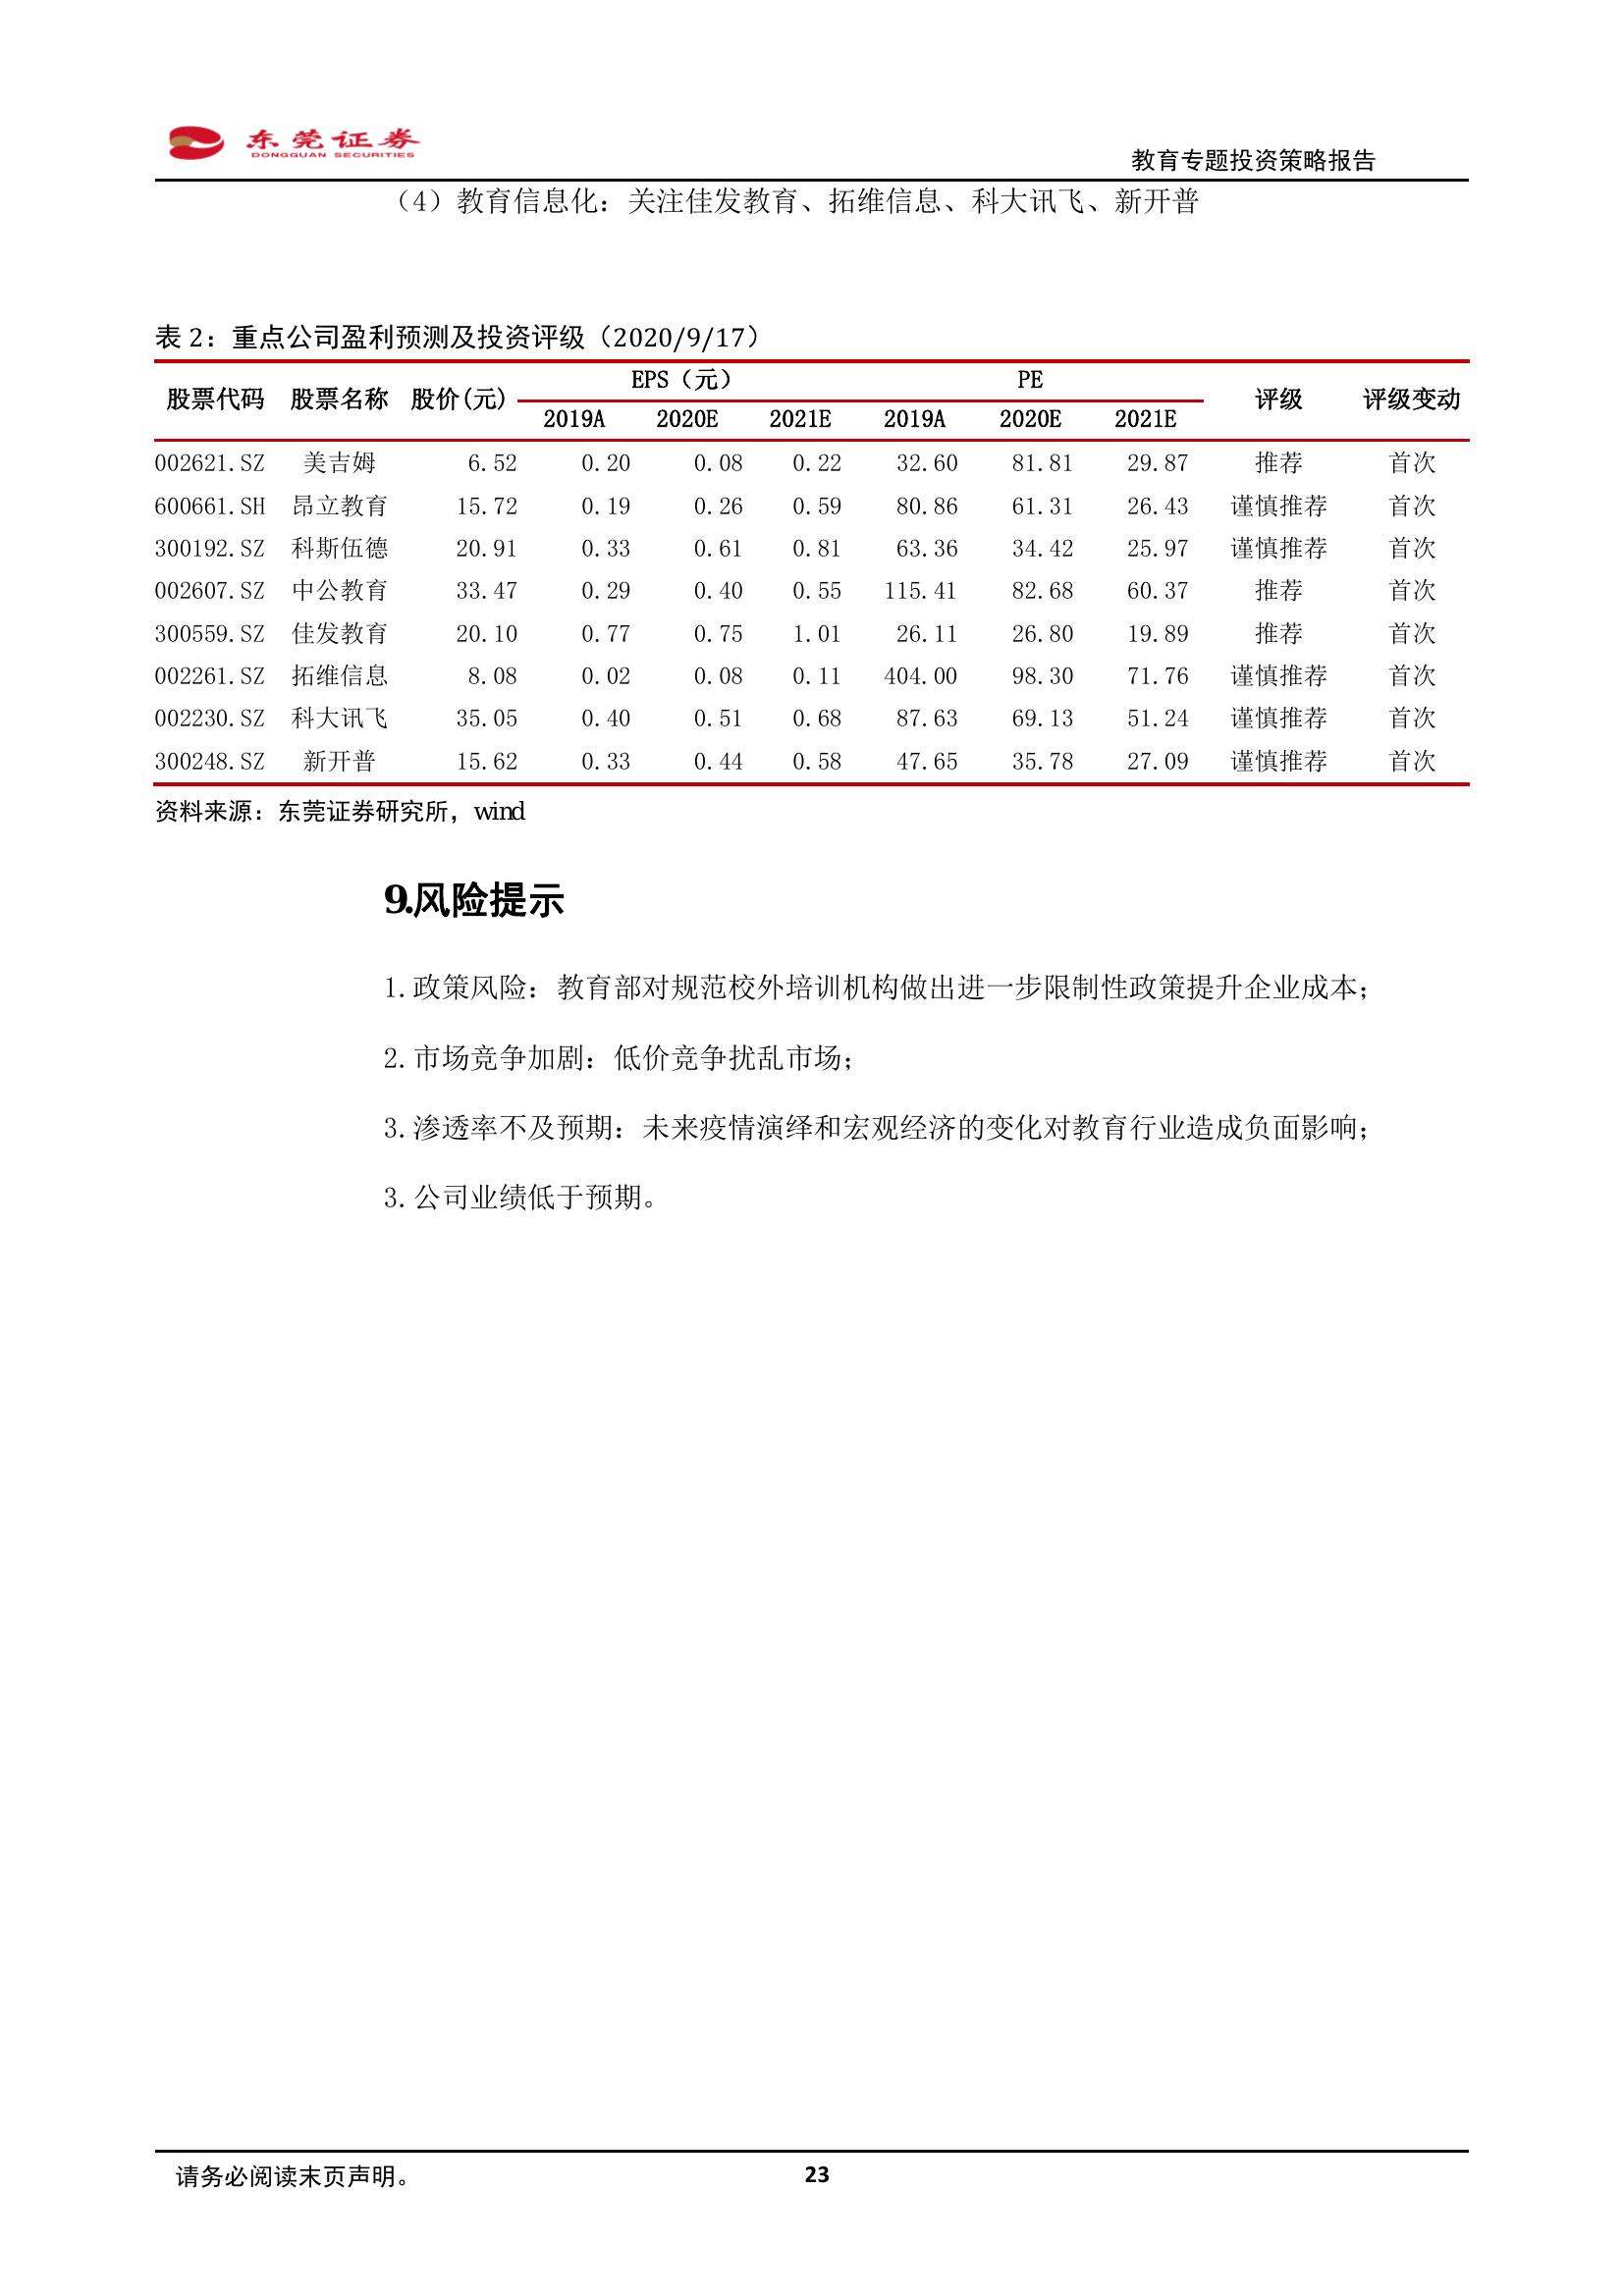 东莞证券
DONGGUAN SECURITIES
教育专题投资策略报告
（4）教育信息化：关注佳发教育、拓维信息、科大讯飞、新开普
表 2：重点公司盈利预测及投资评级（2020/9/17）
股票代码 股票名称 股价(元) EPS（元） PE 评级 评级变动
2019A 2020E 2021E 2019A 2020E 2021E
002621.SZ 美吉姆 6.52 0.20 0.08 0.22 32.60 81.81 29.87 推荐 首次
600661.SH 昂立教育 15.72 0.19 0.26 0.59 80.86 61.31 26.43 谨慎推荐 首次
300192.SZ 科斯伍德 20.91 0.33 0.61 0.81 63.36 34.42 25.97 谨慎推荐 首次
002607.SZ 中公教育 33.47 0.29 0.40 0.55 115.41 82.68 60.37 推荐 首次
300559.SZ 佳发教育 20.10 0.77 0.75 1.01 26.11 26.80 19.89 推荐 首次
002261.SZ 拓维信息 8.08 0.02 0.08 0.11 404.00 98.30 71.76 谨慎推荐 首次
002230.SZ 科大讯飞 35.05 0.40 0.51 0.68 87.63 69.13 51.24 谨慎推荐 首次
300248.SZ 新开普 15.62 0.33 0.44 0.58 47.65 35.78 27.09 谨慎推荐 首次
资料来源：东莞证券研究所，wind
9.风险提示
1.政策风险：教育部对规范校外培训机构做出进一步限制性政策提升企业成本；
2.市场竞争加剧：低价竞争扰乱市场；
3.渗透率不及预期：未来疫情演绎和宏观经济的变化对教育行业造成负面影响；
3.公司业绩低于预期。
请务必阅读末页声明。
23